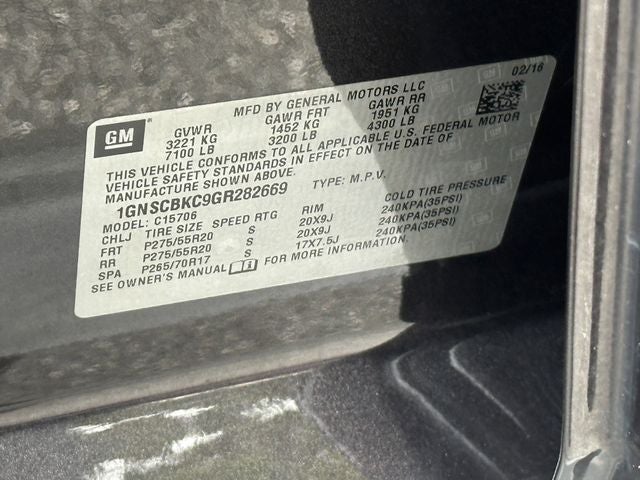 GM
MFD BY GENERAL MOTORS LLC 02/16
GVWR GAWR FRT GAWR RR
3221 KG 1452 KG 1951 KG
7100 LB 3200 LB 4300 LB
THIS VEHICLE CONFORMS TO ALL APPLICABLE U.S. FEDERAL MOTOR
VEHICLE SAFETY STANDARDS IN EFFECT ON THE DATE OF
MANUFACTURE SHOWN ABOVE.
1GNSCBKC9GR282669 TYPE: M.P.V.
MODEL: C15706
CHLJ TIRE SIZE SPEED RTG RIM COLD TIRE PRESSURE
FRT P275/55R20 S 20X9J 240KPA(35PSI)
RR P275/55R20 S 20X9J 240KPA(35PSI)
SPA P265/70R17 S 17X7.5J 240KPA(35PSI)
SEE OWNER'S MANUAL